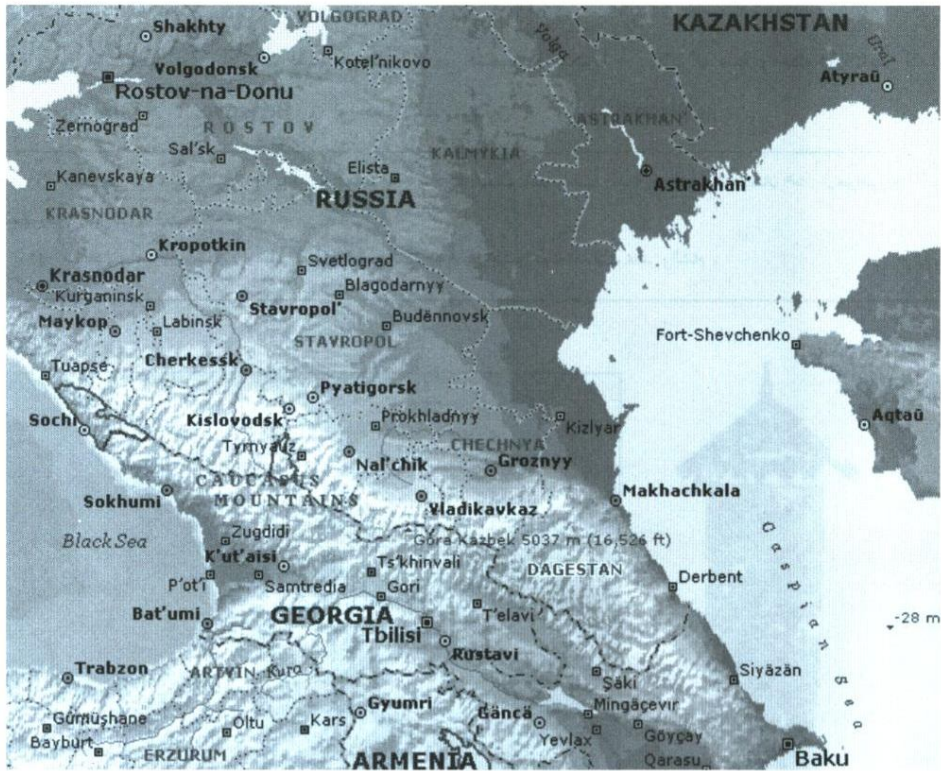 VOLGOGRAD
KAZAKHSTAN
Shakhty
Volga
Ural
Volgodonsk
Kotel'nikovo
Atyraū
Rostov-na-Donu
Zernograd
ROSTOV
ASTRAKHAN'
Sal'sk
KALMYKIA
Elista
Astrakhan'
Kanevskaya
RUSSIA
KRASNODAR
Kropotkin
Svetlograd
Krasnodar
Blagodarnyy
Kurganinsk
Stavropol'
Maykop
Labinsk
Budënnovsk
Fort-Shevchenko
STAVROPOL
Cherkessk
Tuapse
Pyatigorsk
Sochi
Kislovodsk
Prokhladnyy
Kizlyar
Aqtaū
Tyrnyauz
CHECHNYA
Nal'chik
Groznyy
CAUCASUS
MOUNTAINS
Sokhumi
Vladikavkaz
Makhachkala
Black Sea
Zugdidi
Gora Kazbek 5037 m (16,526 ft)
K'ut'aisi
Ts'khinvali
DAGESTAN
Caspian Sea
P'ot'i
Samtredia
Gori
Derbent
Bat'umi
GEORGIA
T'elavi
-28 m
Tbilisi
Rustavi
Trabzon
ARTVIN
Kura
Şäki
Siyäzän
Gümüşhane
Oltu
Kars
Gyumri
Gäncä
Mingäçevir
Bayburt
Yevlax
Göyçay
ERZURUM
ARMENIA
Qarasu
Baku